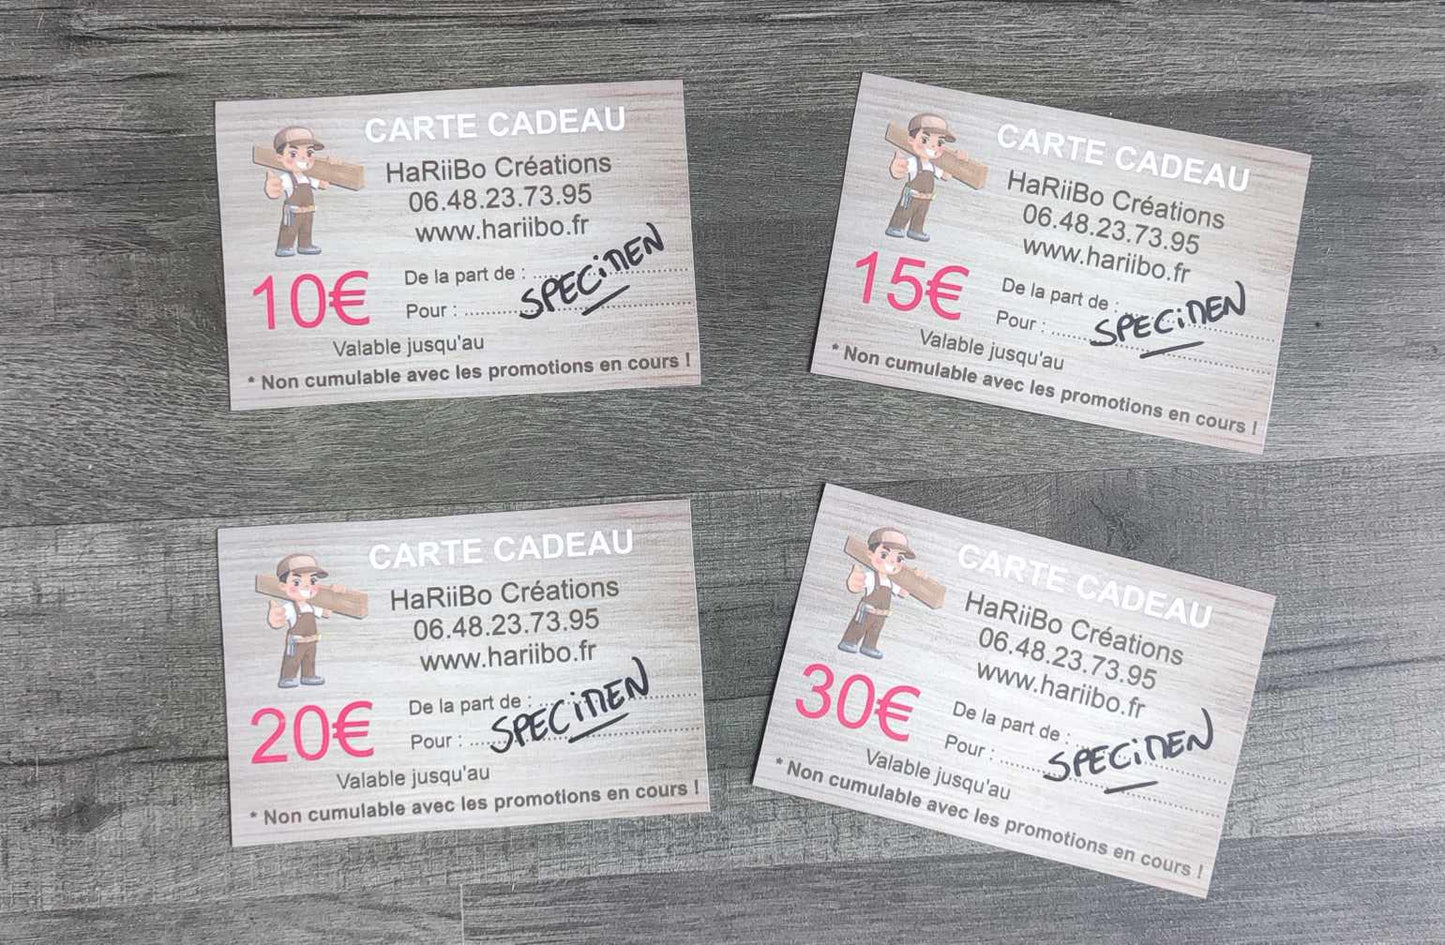 CARTE CADEAU
HaRiiBo Créations
06.48.23.73.95
www.hariibo.fr
10€
De la part de : ........................
Pour : ........................
SPECiMEN
Valable jusqu'au
* Non cumulable avec les promotions en cours !
CARTE CADEAU
HaRiiBo Créations
06.48.23.73.95
www.hariibo.fr
15€
De la part de : ........................
Pour : ........................
SPECiMEN
Valable jusqu'au
* Non cumulable avec les promotions en cours !
CARTE CADEAU
HaRiiBo Créations
06.48.23.73.95
www.hariibo.fr
20€
De la part de : ........................
Pour : ........................
SPECiMEN
Valable jusqu'au
* Non cumulable avec les promotions en cours !
CARTE CADEAU
HaRiiBo Créations
06.48.23.73.95
www.hariibo.fr
30€
De la part de : ........................
Pour : ........................
SPECiMEN
Valable jusqu'au
* Non cumulable avec les promotions en cours !